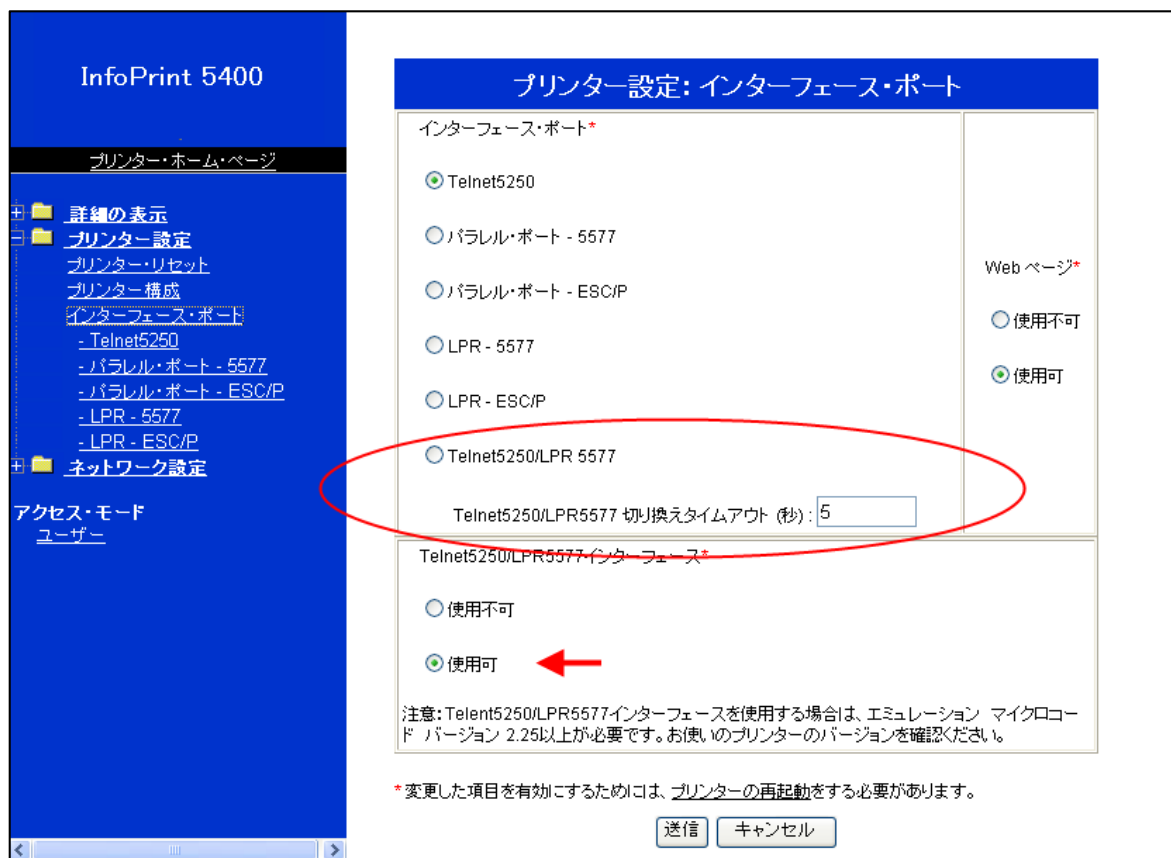 InfoPrint 5400
プリンター・ホーム・ページ
詳細の表示
プリンター設定
プリンター・リセット
プリンター構成
インターフェース・ポート
- Telnet5250
- パラレル・ポート - 5577
- パラレル・ポート - ESC/P
- LPR - 5577
- LPR - ESC/P
ネットワーク設定
アクセス・モード
ユーザー
プリンター設定: インターフェース・ポート
インターフェース・ポート*
Telnet5250
パラレル・ポート - 5577
パラレル・ポート - ESC/P
LPR - 5577
LPR - ESC/P
Telnet5250/LPR 5577
Telnet5250/LPR5577 切り換えタイムアウト (秒) : 5
Web ページ*
使用不可
使用可
Telnet5250/LPR5577インターフェース*
使用不可
使用可
注意：Telent5250/LPR5577インターフェースを使用する場合は、エミュレーション マイクロコー
ド バージョン 2.25以上が必要です。お使いのプリンターのバージョンを確認ください。
*変更した項目を有効にするためには、プリンターの再起動をする必要があります。
送信 キャンセル